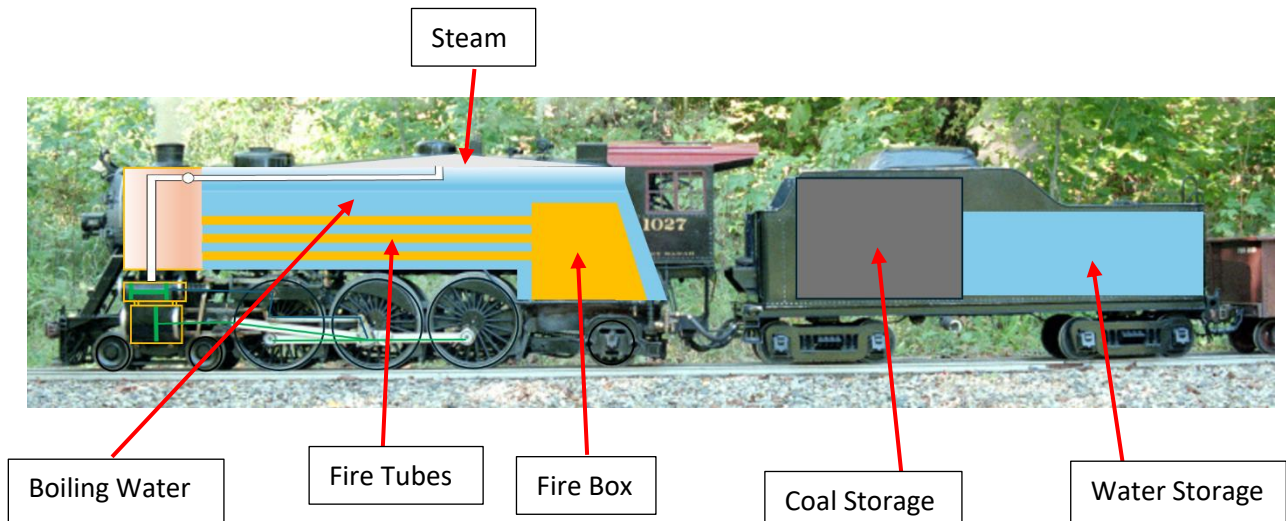 Steam
1027
Boiling Water
Fire Tubes
Fire Box
Coal Storage
Water Storage